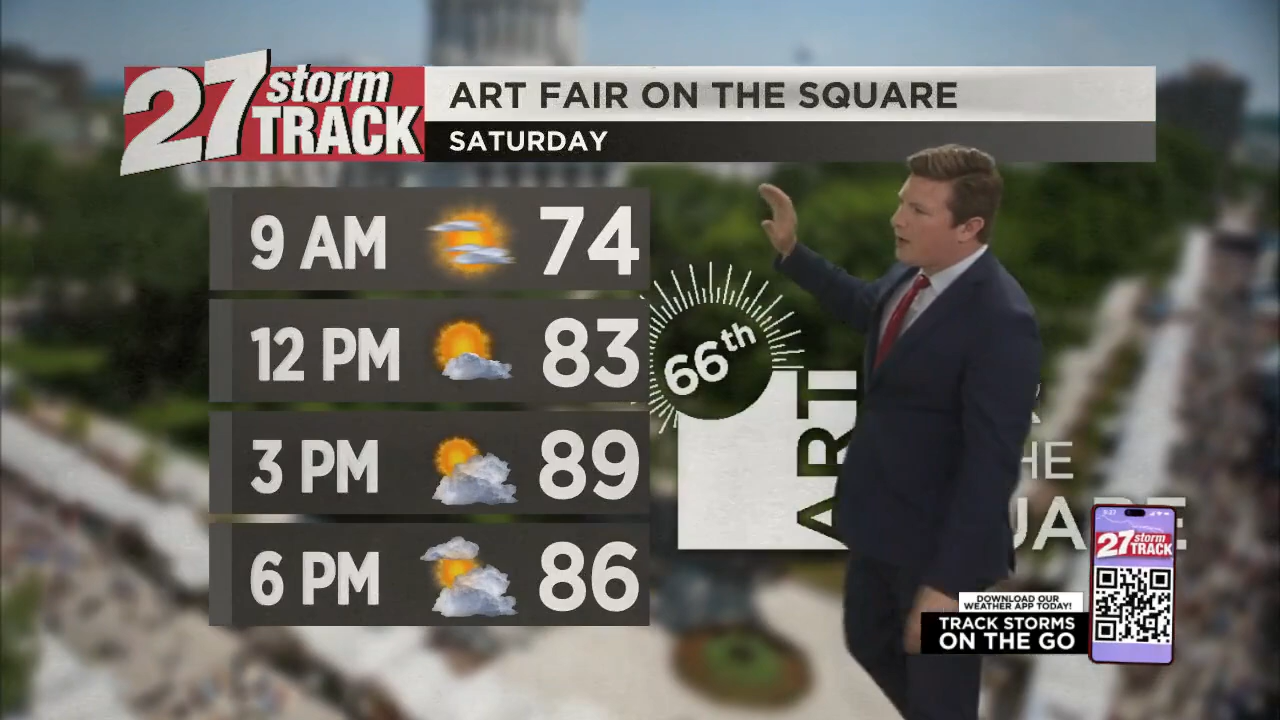 27 storm TRACK
ART FAIR ON THE SQUARE
SATURDAY
9 AM 74
12 PM 83
3 PM 89
6 PM 86
66th
ART
HE
UA E
27 storm TRACK
DOWNLOAD OUR
WEATHER APP TODAY!
TRACK STORMS
ON THE GO